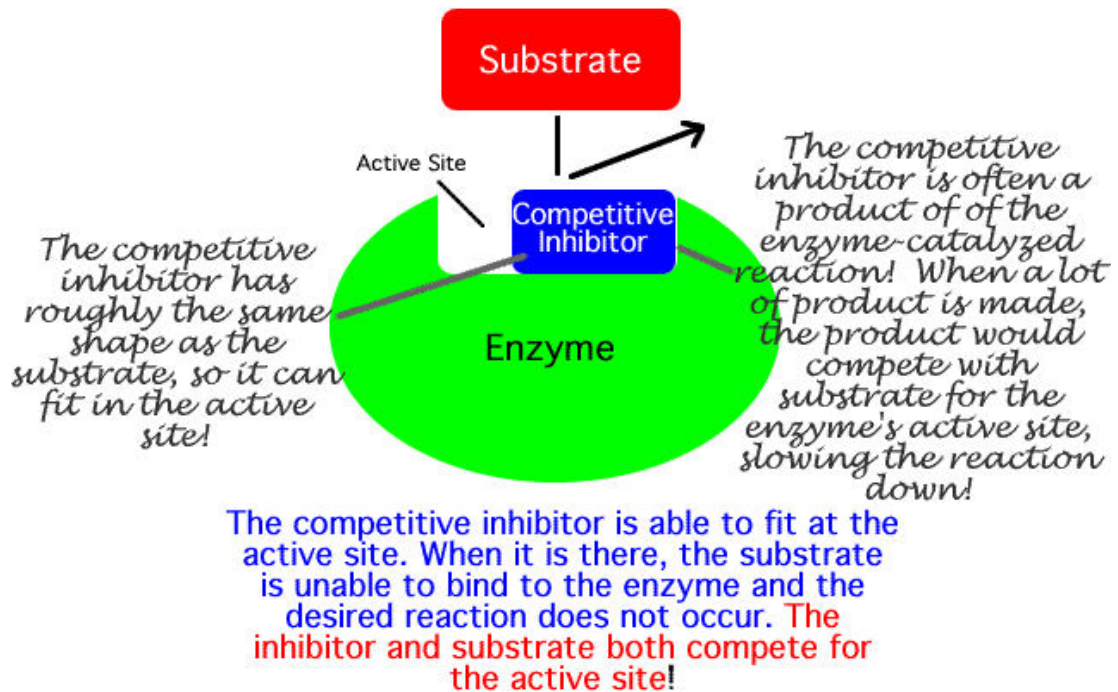 Substrate
Active Site
Competitive
Inhibitor
Enzyme
The competitive
inhibitor has
roughly the same
shape as the
substrate, so it can
fit in the active
site!
The competitive
inhibitor is often a
product of of the
enzyme-catalyzed
reaction! When a lot
of product is made,
the product would
compete with
substrate for the
enzyme's active site,
slowing the reaction
down!
The competitive inhibitor is able to fit at the
active site. When it is there, the substrate
is unable to bind to the enzyme and the
desired reaction does not occur. The
inhibitor and substrate both compete for
the active site!